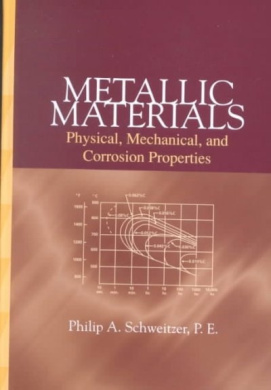 METALLIC
MATERIALS
Physical, Mechanical, and
Corrosion Properties
Philip A. Schweitzer, P. E.